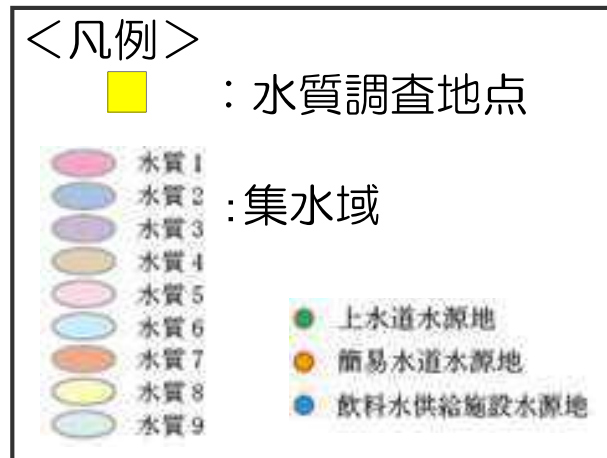 ＜凡例＞
：水質調査地点
水質1
水質2
水質3
水質4
水質5
水質6
水質7
水質8
水質9
：集水域
上水道水源地
簡易水道水源地
飲料水供給施設水源地